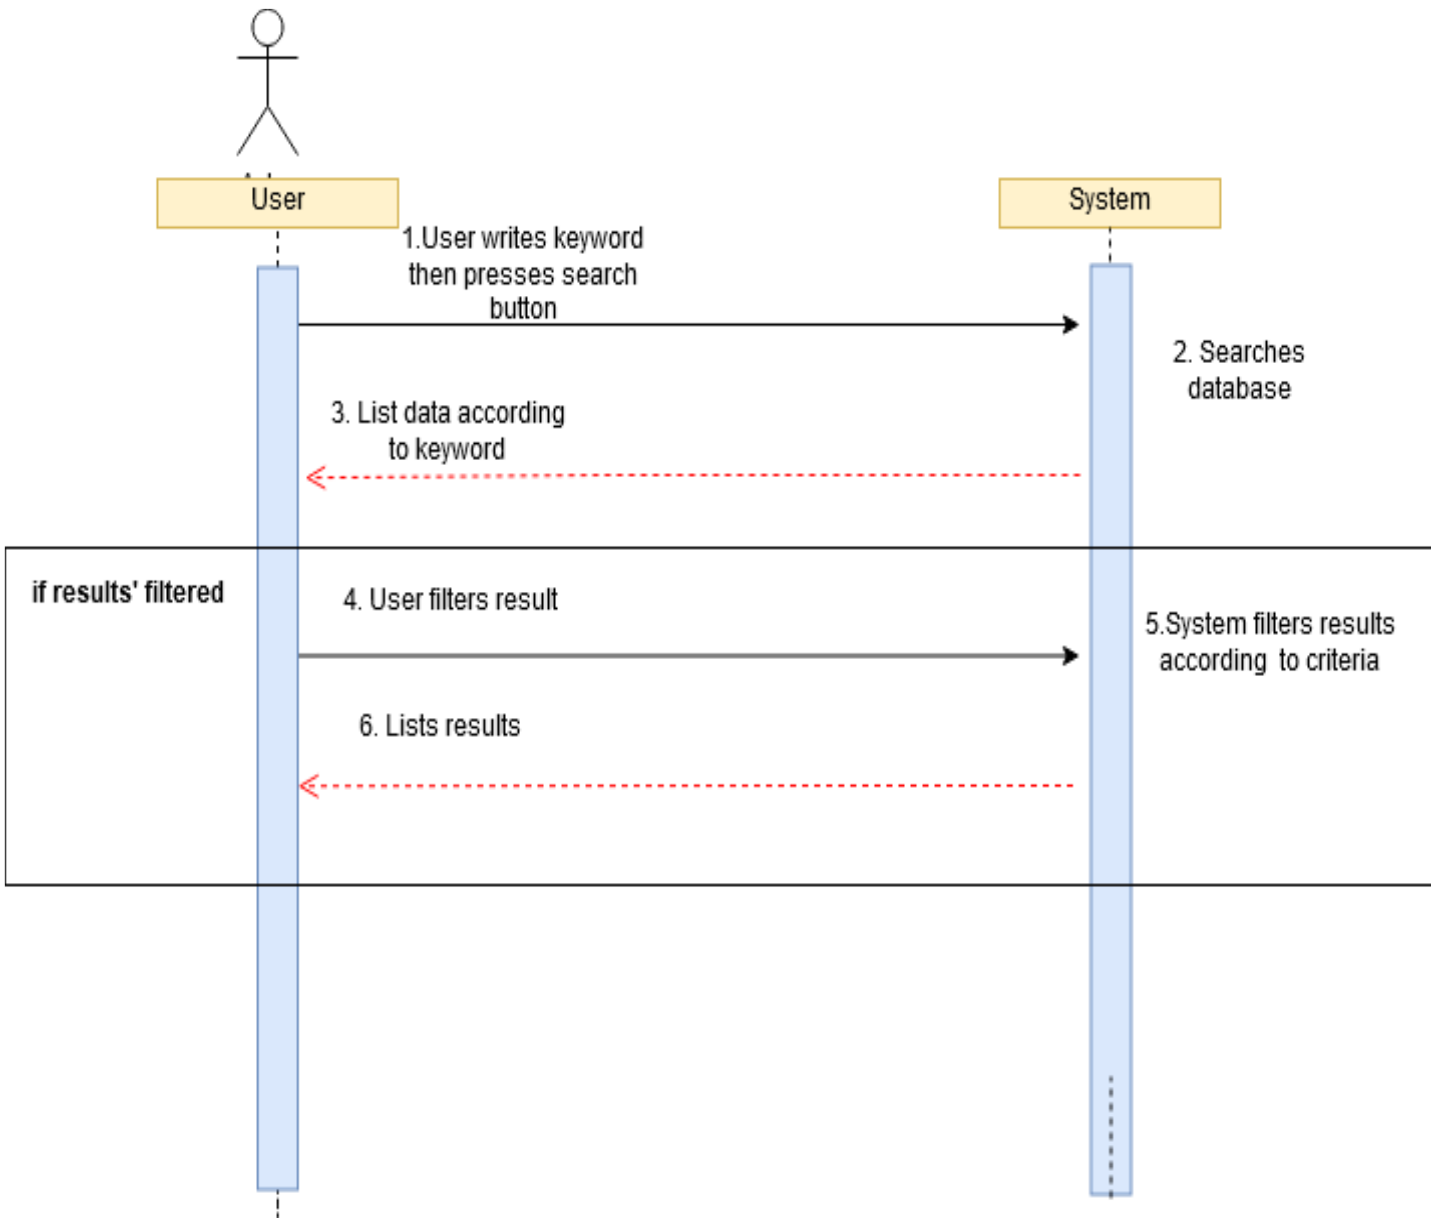 User
System
1.User writes keyword
then presses search
button
2. Searches
database
3. List data according
to keyword
if results' filtered
4. User filters result
5.System filters results
according to criteria
6. Lists results